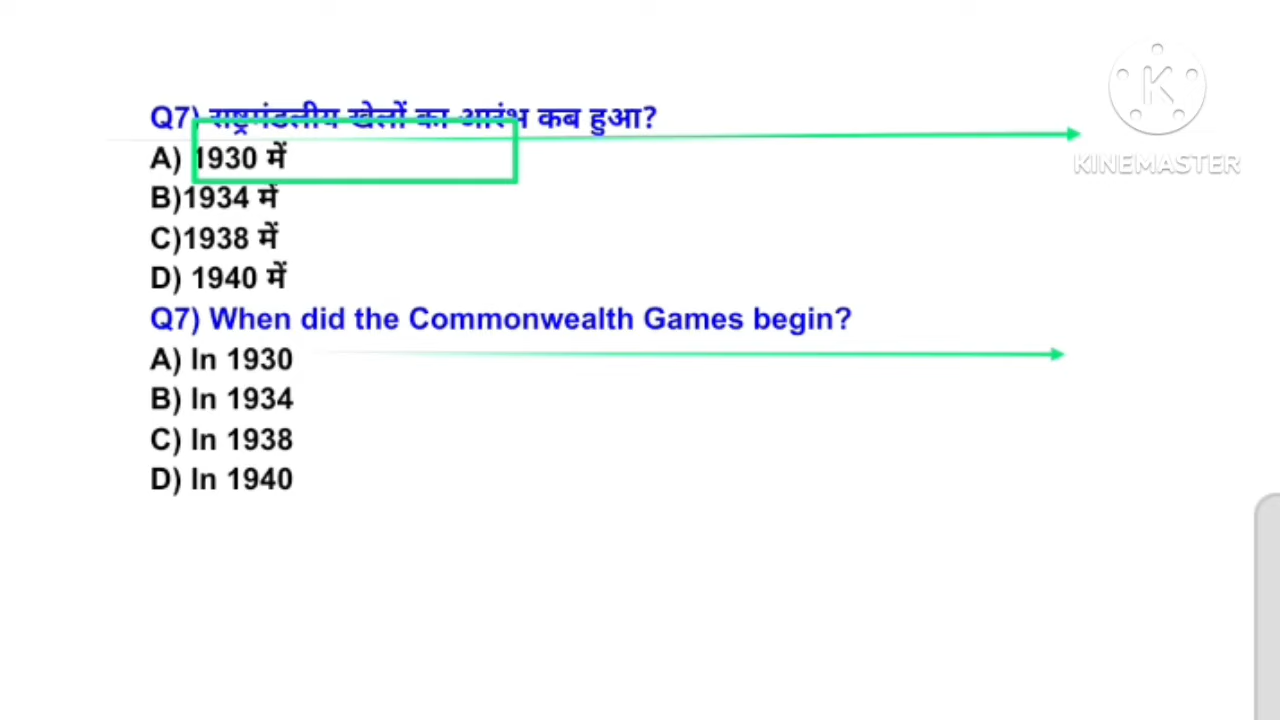 Q7) राष्ट्रमंडलीय खेलों का आरंभ कब हुआ?
A) 1930 में
B)1934 में
C)1938 में
D) 1940 में
Q7) When did the Commonwealth Games begin?
A) In 1930
B) In 1934
C) In 1938
D) In 1940
K
KINEMASTER